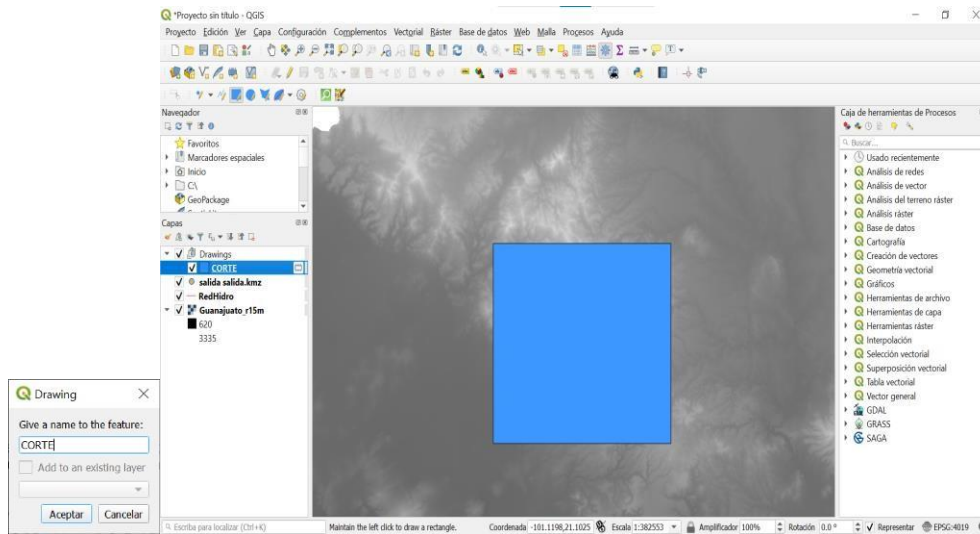 *Proyecto sin título - QGIS
Proyecto Edición Ver Capa Configuración Complementos Vectorial Ráster Base de datos Web Malla Procesos Ayuda
Navegador
Favoritos
Marcadores espaciales
Inicio
C:\
GeoPackage
Capas
Drawings
CORTE
salida salida.kmz
RedHidro
Guanajuato_r15m
620
3335
Caja de herramientas de Procesos
Buscar...
Usado recientemente
Análisis de redes
Análisis de vector
Análisis del terreno ráster
Análisis ráster
Base de datos
Cartografía
Creación de vectores
Geometría vectorial
Gráficos
Herramientas de archivo
Herramientas de capa
Herramientas ráster
Interpolación
Selección vectorial
Superposición vectorial
Tabla vectorial
Vector general
GDAL
GRASS
SAGA
Drawing
Give a name to the feature:
CORTE
Add to an existing layer
Aceptar Cancelar
Escriba para localizar (Ctrl+K) Maintain the left click to draw a rectangle. Coordenada -101.1198,21.1025 Escala 1:382553 Amplificador 100% Rotación 0.0 ° Representar EPSG:4019